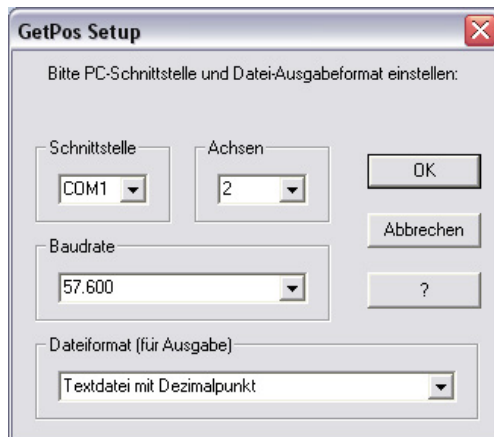 GetPos Setup
Bitte PC-Schnittstelle und Datei-Ausgabeformat einstellen:
Schnittstelle
COM1
Achsen
2
OK
Abbrechen
Baudrate
57.600
?
Dateiformat (für Ausgabe)
Textdatei mit Dezimalpunkt